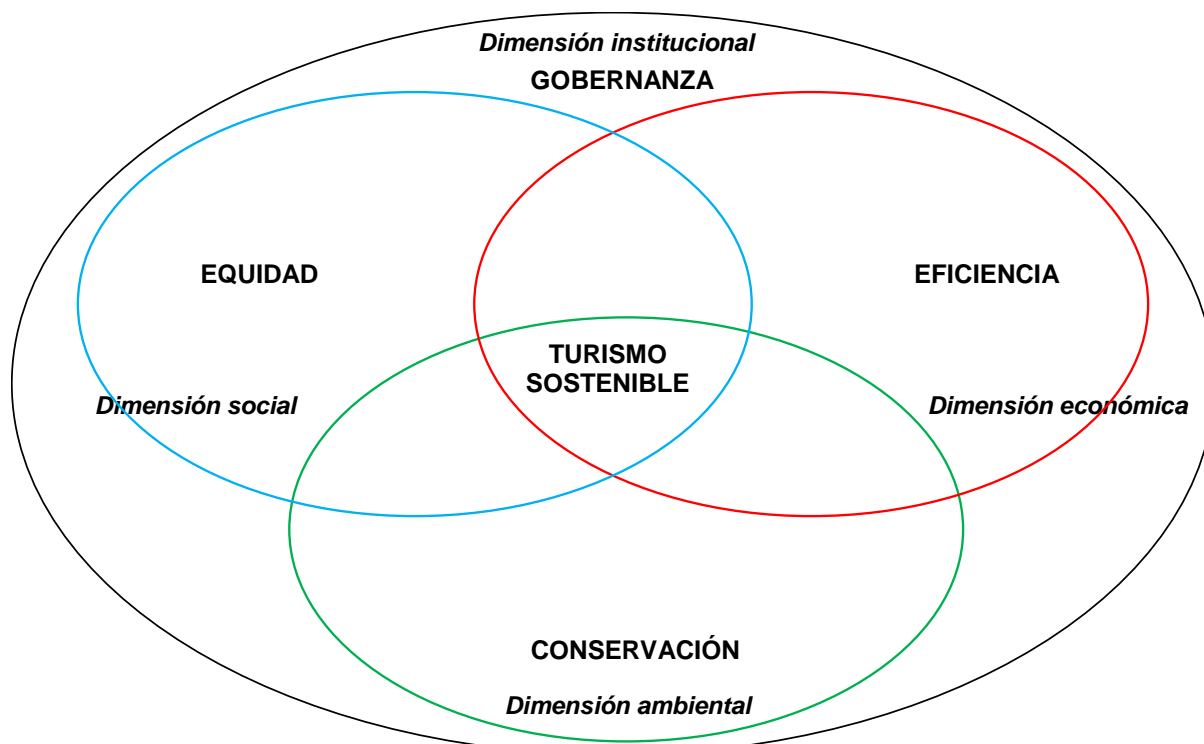 Dimensión institucional
GOBERNANZA
EQUIDAD
EFICIENCIA
TURISMO
SOSTENIBLE
Dimensión social
Dimensión económica
CONSERVACIÓN
Dimensión ambiental